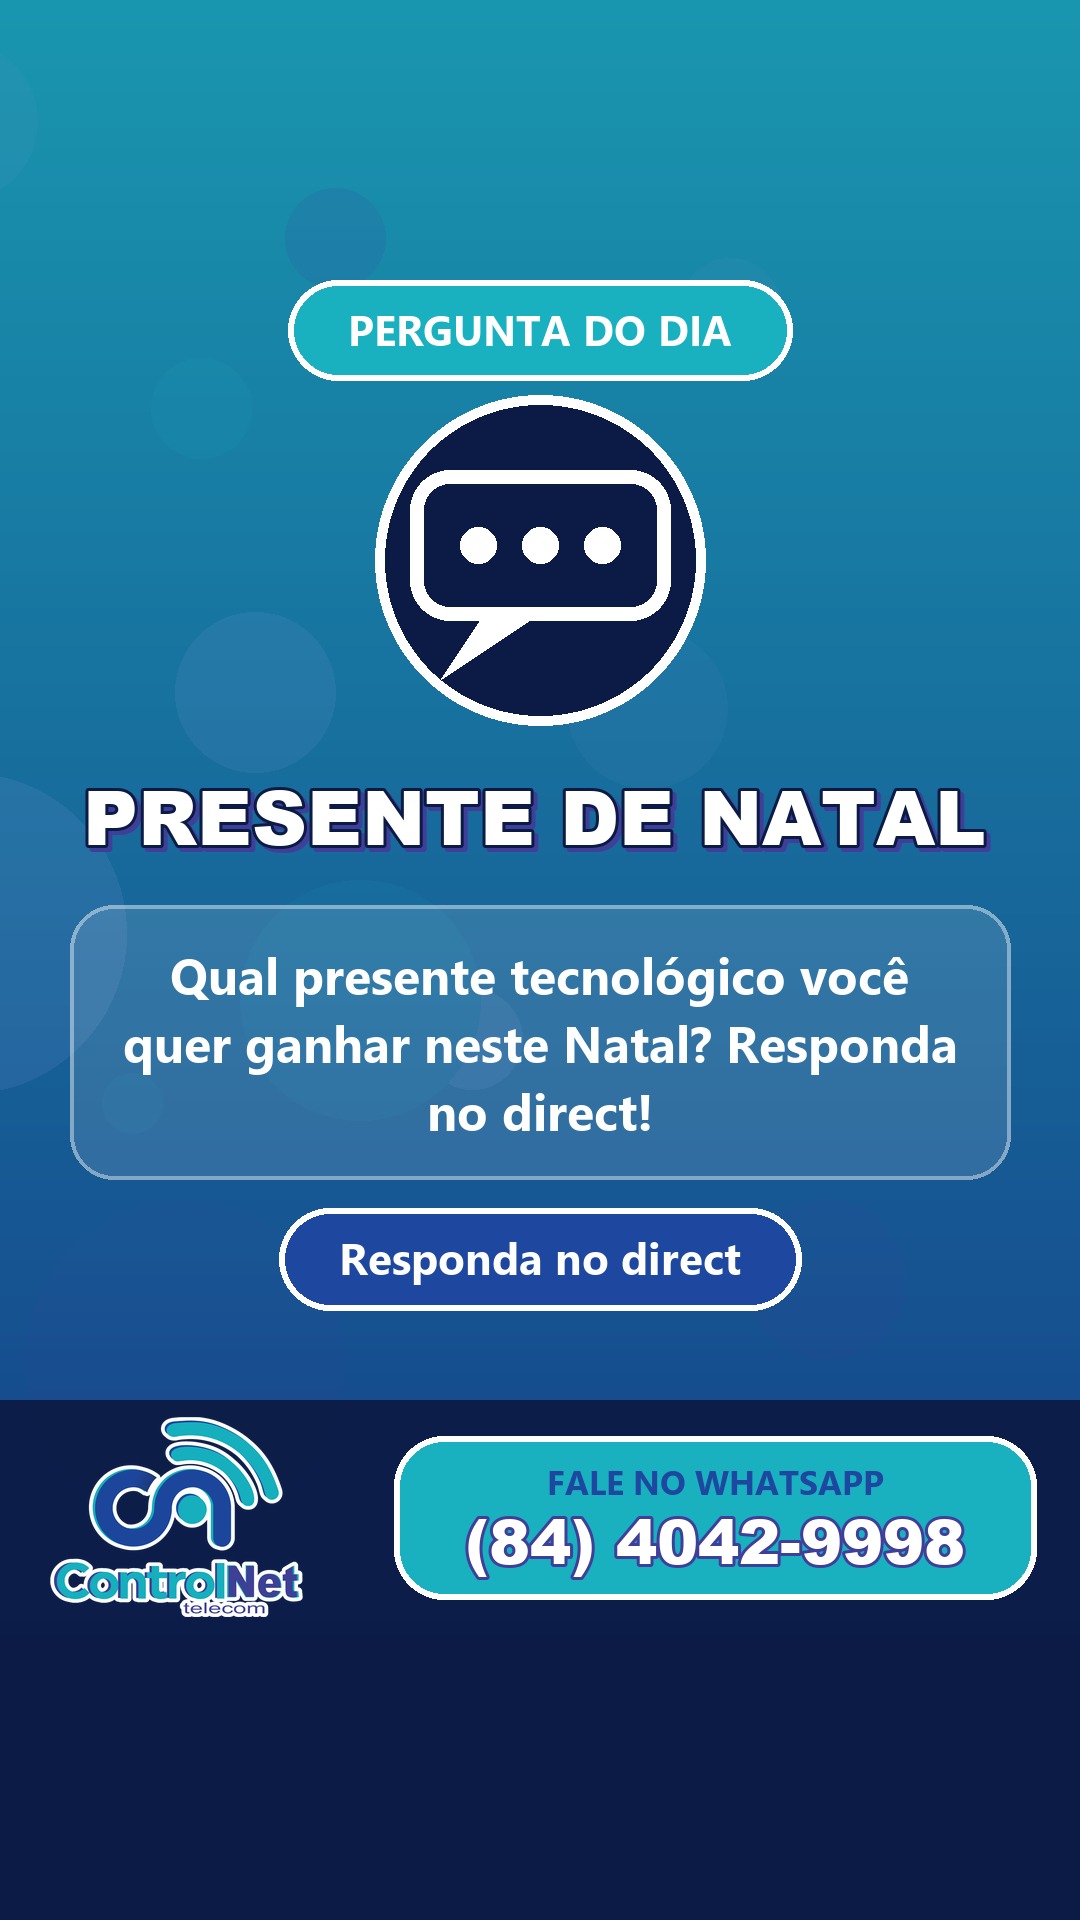 PERGUNTA DO DIA
PRESENTE DE NATAL
Qual presente tecnológico você
quer ganhar neste Natal? Responda
no direct!
Responda no direct
ControlNet
telecom
FALE NO WHATSAPP
(84) 4042-9998